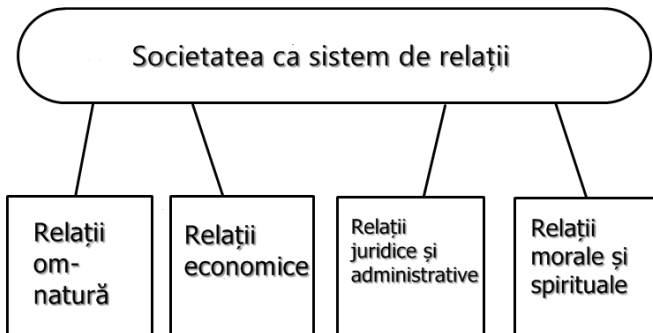 Societatea ca sistem de relații
Relații
om-
natură
Relații
economice
Relații
juridice și
administrative
Relații
morale și
spirituale